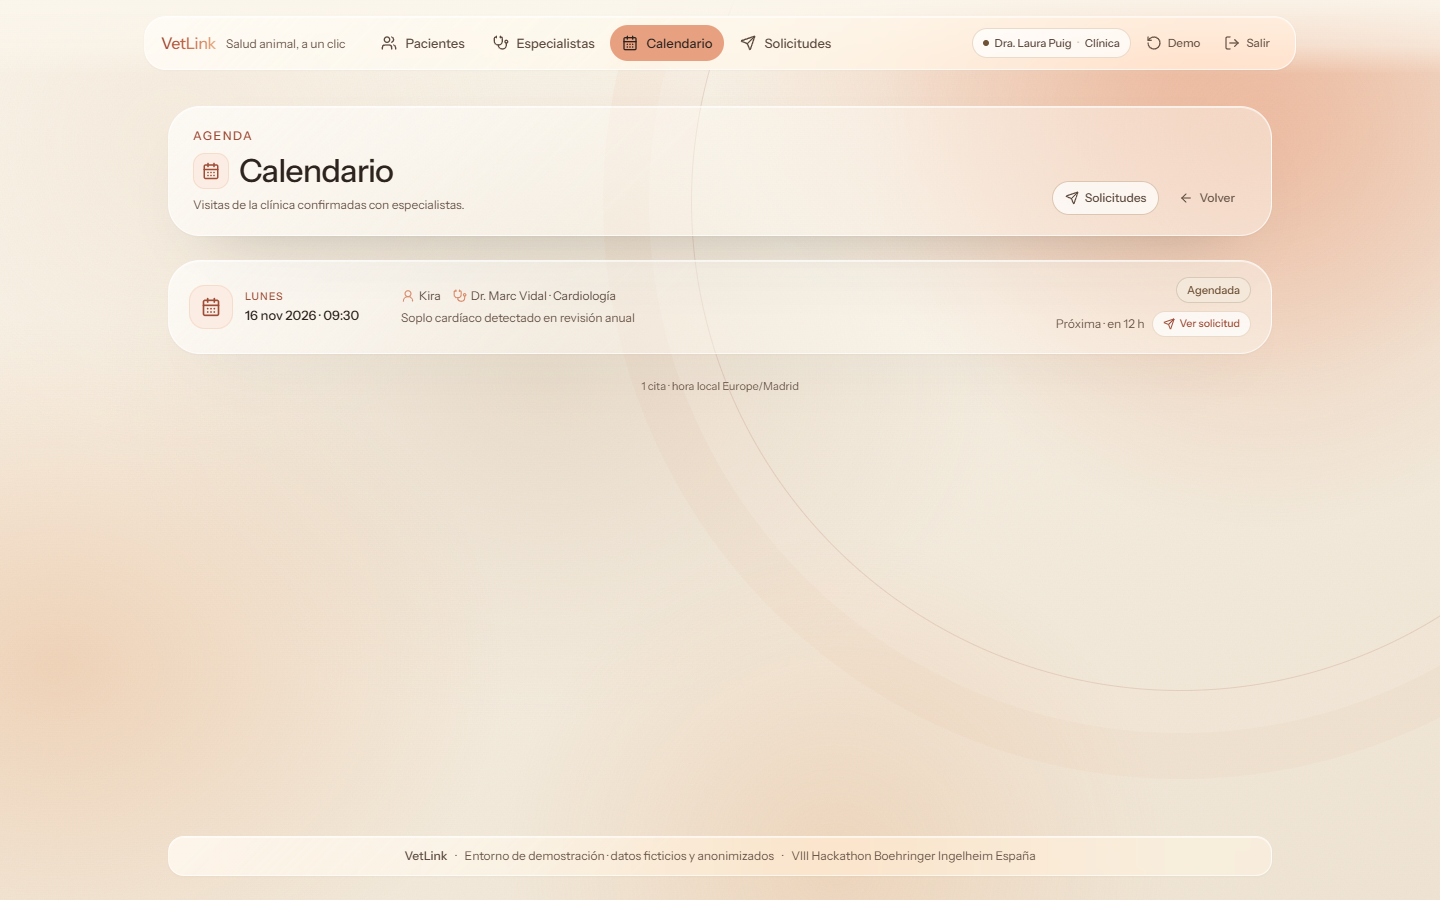 VetLink Salud animal, a un clic Pacientes Especialistas Calendario Solicitudes Dra. Laura Puig · Clínica Demo Salir
AGENDA
Calendario
Visitas de la clínica confirmadas con especialistas.
Solicitudes Volver
LUNES
16 nov 2026 · 09:30
Kira Dr. Marc Vidal · Cardiología
Soplo cardíaco detectado en revisión anual
Agendada
Próxima · en 12 h Ver solicitud
1 cita · hora local Europe/Madrid
VetLink · Entorno de demostración · datos ficticios y anonimizados · VIII Hackathon Boehringer Ingelheim España